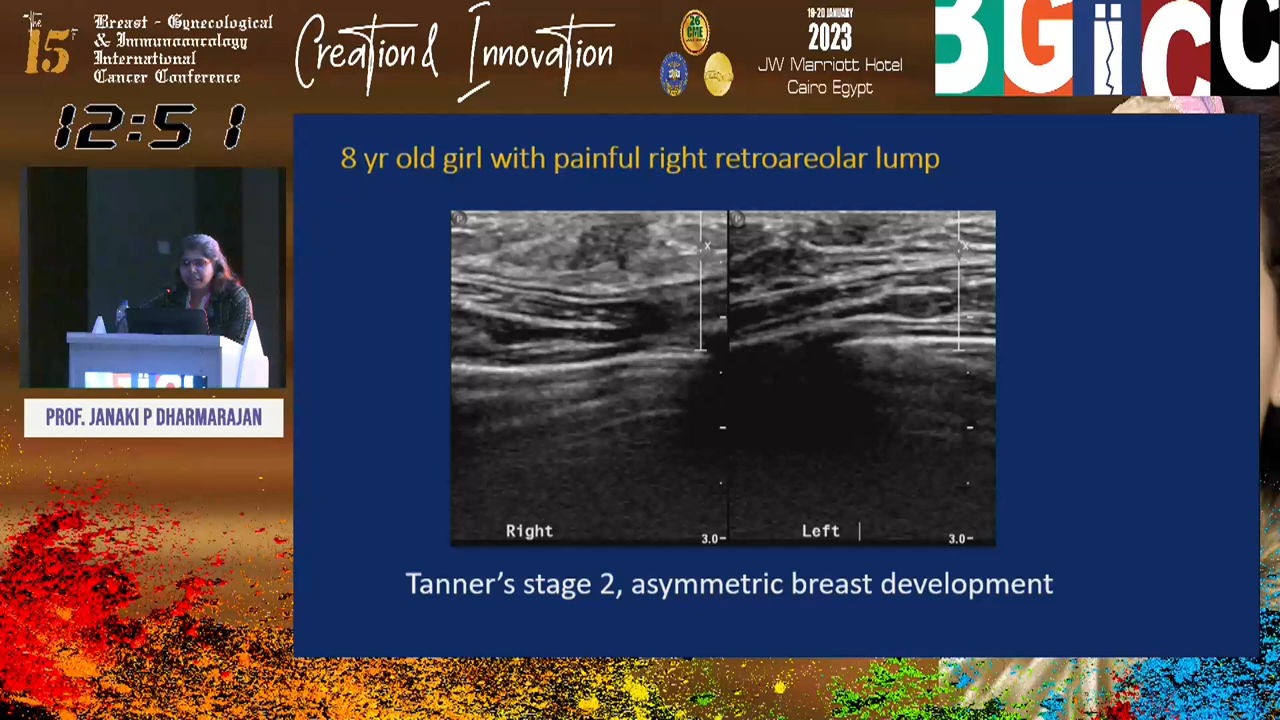 The
15th
Breast - Gynecological
& Immunooncology
International
Cancer Conference
Creation & Innovation
26
CME
18-20 JANUARY
2023
JW Marriott Hotel
Cairo Egypt
BGICC
12:51
8 yr old girl with painful right retroareolar lump
x
x
Right
3.0
Left
3.0
Tanner's stage 2, asymmetric breast development
PROF. JANAKI P DHARMARAJAN